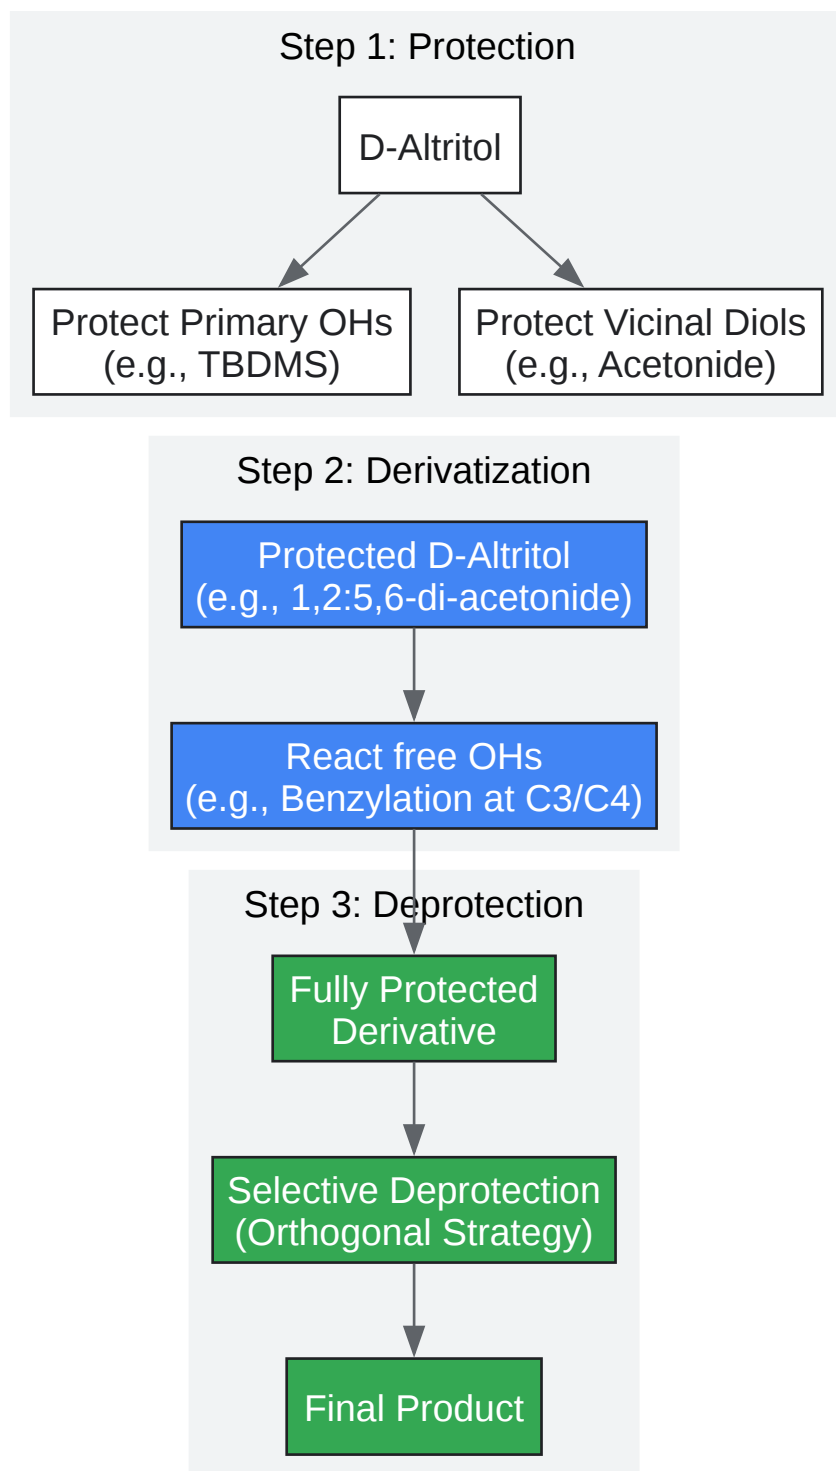 Step 1: Protection
D-Altritol
Protect Primary OHs
(e.g., TBDMS)
Protect Vicinal Diols
(e.g., Acetonide)
Step 2: Derivatization
Protected D-Altritol
(e.g., 1,2:5,6-di-acetonide)
React free OHs
(e.g., Benzylation at C3/C4)
Step 3: Deprotection
Fully Protected
Derivative
Selective Deprotection
(Orthogonal Strategy)
Final Product